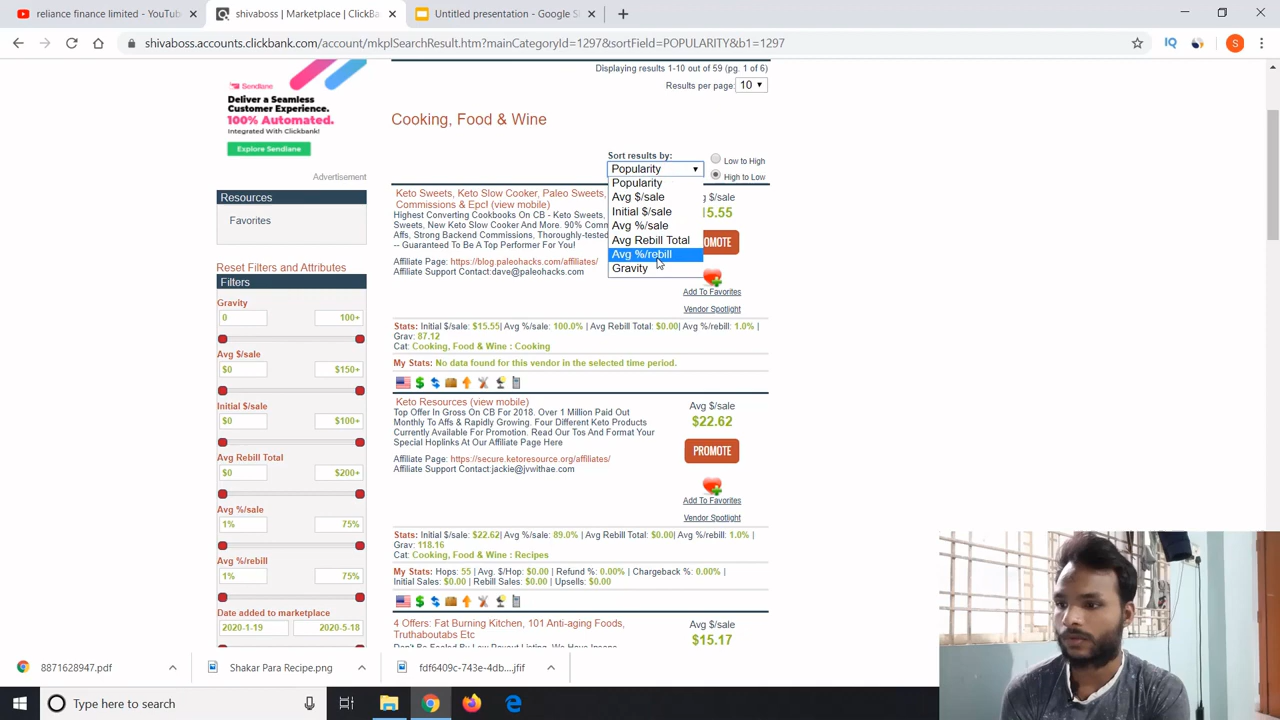 reliance finance limited - YouTub
shivaboss | Marketplace | ClickBa
Untitled presentation - Google S
shivaboss.accounts.clickbank.com/account/mkplSearchResult.htm?mainCategoryId=1297&sortField=POPULARITY&b1=1297
IQ
S
Displaying results 1-10 out of 59 (pg. 1 of 6)
Results per page: 10
Sendlane
Deliver a Seamless
Customer Experience.
100% Automated.
Integrated With Clickbank!
Explore Sendlane
Advertisement
Resources
Favorites
Reset Filters and Attributes
Filters
Gravity
0 100+
Avg $/sale
$0 $150+
Initial $/sale
$0 $100+
Avg Rebill Total
$0 $200+
Avg %/sale
1% 75%
Avg %/rebill
1% 75%
Date added to marketplace
2020-1-19 2020-5-18
Cooking, Food & Wine
Sort results by:
Popularity
Low to High
High to Low
Popularity
Avg $/sale
Initial $/sale
Avg %/sale
Avg Rebill Total
Avg %/rebill
Gravity
Keto Sweets, Keto Slow Cooker, Paleo Sweets,
Commissions & Epc! (view mobile)
Highest Converting Cookbooks On CB - Keto Sweets,
Sweets, New Keto Slow Cooker And More. 90% Comm
Affs, Strong Backend Commissions, Thoroughly-tested
-- Guaranteed To Be A Top Performer For You!
Affiliate Page: https://blog.paleohacks.com/affiliates/
Affiliate Support Contact:dave@paleohacks.com
g $/sale
5.55
OMOTE
Add To Favorites
Vendor Spotlight
Stats: Initial $/sale: $15.55| Avg %/sale: 100.0% | Avg Rebill Total: $0.00| Avg %/rebill: 1.0% |
Grav: 87.12
Cat: Cooking, Food & Wine : Cooking
My Stats: No data found for this vendor in the selected time period.
Keto Resources (view mobile)
Top Offer In Gross On CB For 2018. Over 1 Million Paid Out
Monthly To Affs & Rapidly Growing. Four Different Keto Products
Currently Available For Promotion. Read Our Tos And Format Your
Special Hoplinks At Our Affiliate Page Here
Affiliate Page: https://secure.ketoresource.org/affiliates/
Affiliate Support Contact:jackie@jvwithae.com
Avg $/sale
$22.62
PROMOTE
Add To Favorites
Vendor Spotlight
Stats: Initial $/sale: $22.62| Avg %/sale: 89.0% | Avg Rebill Total: $0.00| Avg %/rebill: 1.0% |
Grav: 118.16
Cat: Cooking, Food & Wine : Recipes
My Stats: Hops: 55 | Avg. $/Hop: $0.00 | Refund %: 0.00% | Chargeback %: 0.00% |
Initial Sales: $0.00 | Rebill Sales: $0.00 | Upsells: $0.00
4 Offers: Fat Burning Kitchen, 101 Anti-aging Foods,
Truthaboutabs Etc
Avg $/sale
$15.17
8871628947.pdf
Shakar Para Recipe.png
fdf6409c-743e-4db....jfif
Type here to search